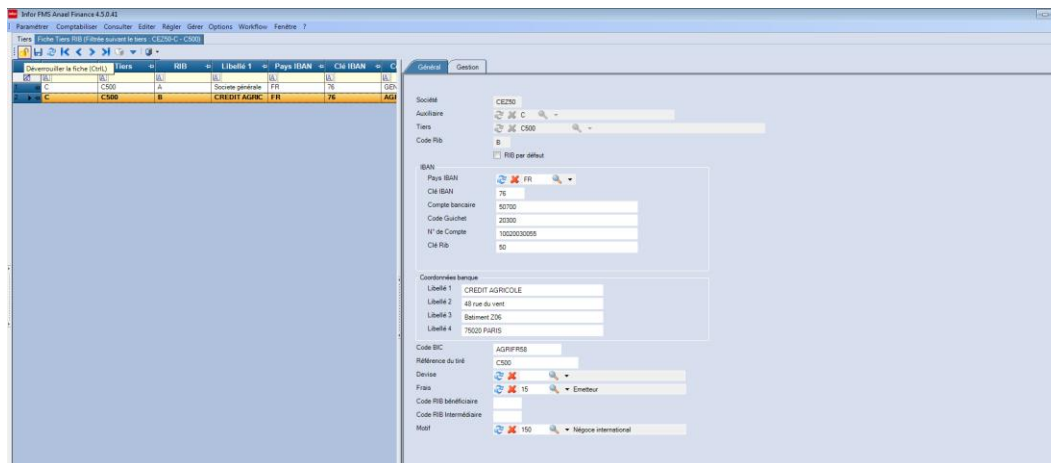 Infor FMS Anael Finance 4.5.0.41
Paramétrer Comptabiliser Consulter Editer Régler Gérer Options Workflow Fenêtre ?
Tiers Fiche Tiers RIB (Filtrée suivant le tiers : CEZ50-C - C500)
Déverrouiller la fiche (CtrlL)
Tiers RIB Libellé 1 Pays IBAN Clé IBAN
1 C C500 A Societe générale FR 76 GEN
2 C C500 B CREDIT AGRIC FR 76 AGI
Général Gestion
Société CEZ50
Auxiliaire C
Tiers C500
Code Rib B
RIB par défaut
IBAN
Pays IBAN FR
Clé IBAN 76
Compte bancaire 50700
Code Guichet 20300
N° de Compte 10020030055
Clé Rib 50
Coordonnées banque
Libellé 1 CREDIT AGRICOLE
Libellé 2 48 rue du vent
Libellé 3 Batiment Z06
Libellé 4 75020 PARIS
Code BIC AGRIFR58
Référence du tiré C500
Devise
Frais 15 Emetteur
Code RIB bénéficiaire
Code RIB Intermédiaire
Motif 150 Négoce international